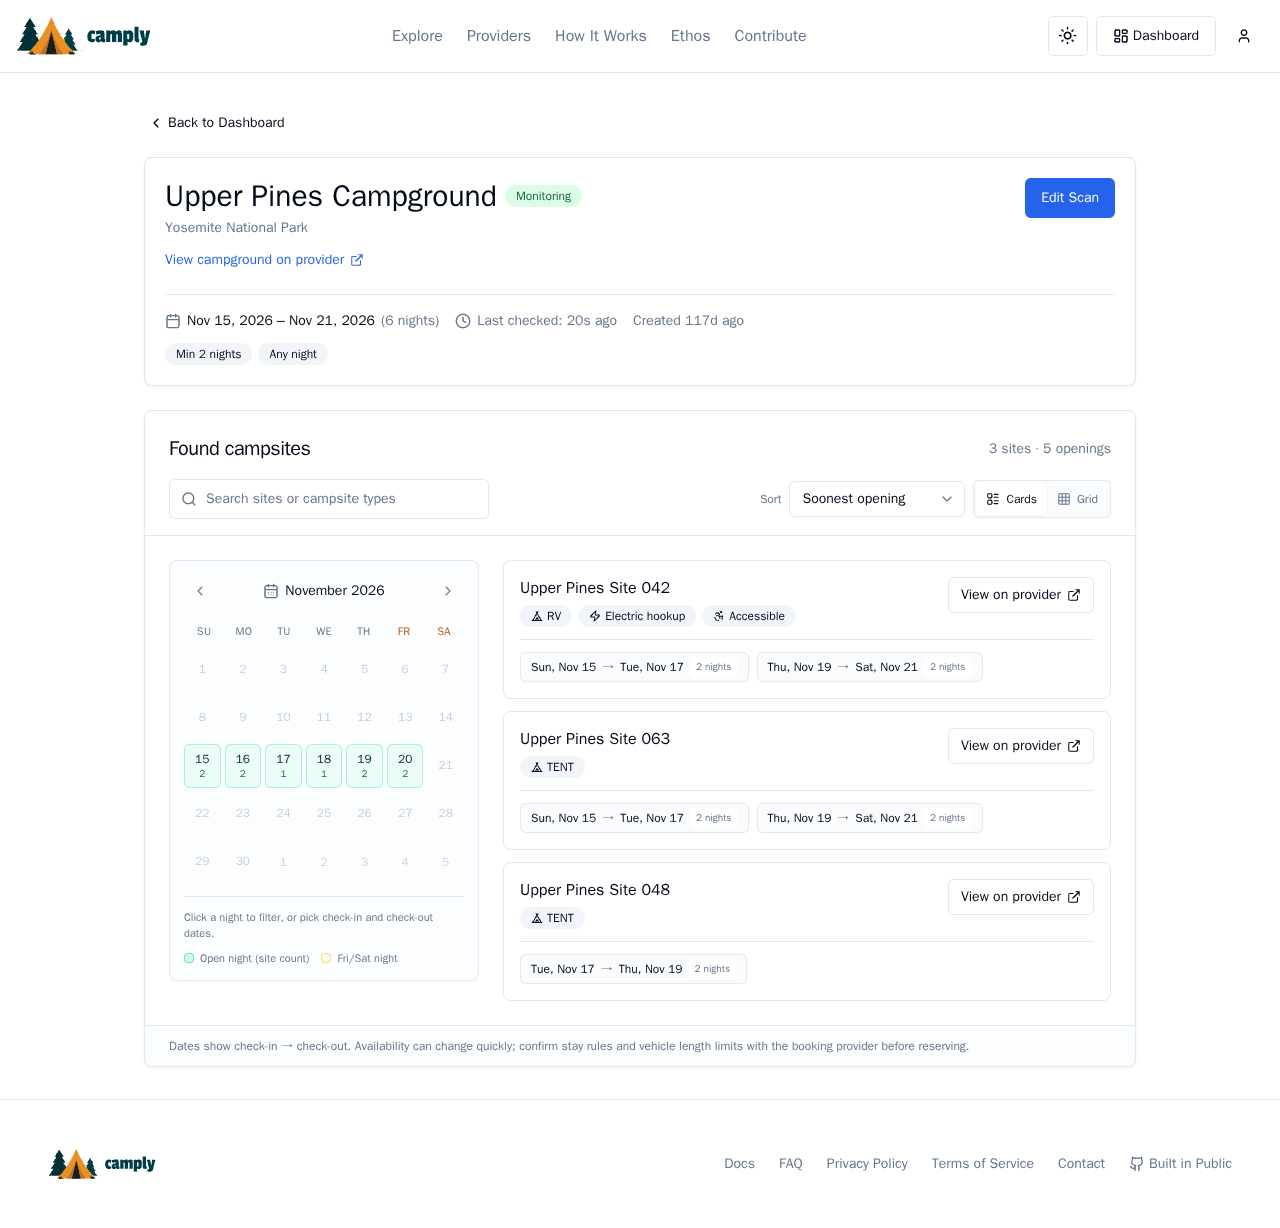 camply
Explore
Providers
How It Works
Ethos
Contribute
Dashboard
Back to Dashboard
Upper Pines Campground Monitoring
Edit Scan
Yosemite National Park
View campground on provider
Nov 15, 2026 – Nov 21, 2026 (6 nights) Last checked: 20s ago Created 117d ago
Min 2 nights Any night
Found campsites
3 sites · 5 openings
Search sites or campsite types
Sort Soonest opening
Cards Grid
November 2026
SU MO TU WE TH FR SA
1 2 3 4 5 6 7
8 9 10 11 12 13 14
15 16 17 18 19 20 21
2 2 1 1 2 2
22 23 24 25 26 27 28
29 30 1 2 3 4 5
Click a night to filter, or pick check-in and check-out
dates.
Open night (site count) Fri/Sat night
Upper Pines Site 042
View on provider
RV Electric hookup Accessible
Sun, Nov 15 → Tue, Nov 17 2 nights Thu, Nov 19 → Sat, Nov 21 2 nights
Upper Pines Site 063
View on provider
TENT
Sun, Nov 15 → Tue, Nov 17 2 nights Thu, Nov 19 → Sat, Nov 21 2 nights
Upper Pines Site 048
View on provider
TENT
Tue, Nov 17 → Thu, Nov 19 2 nights
Dates show check-in → check-out. Availability can change quickly; confirm stay rules and vehicle length limits with the booking provider before reserving.
camply
Docs FAQ Privacy Policy Terms of Service Contact Built in Public